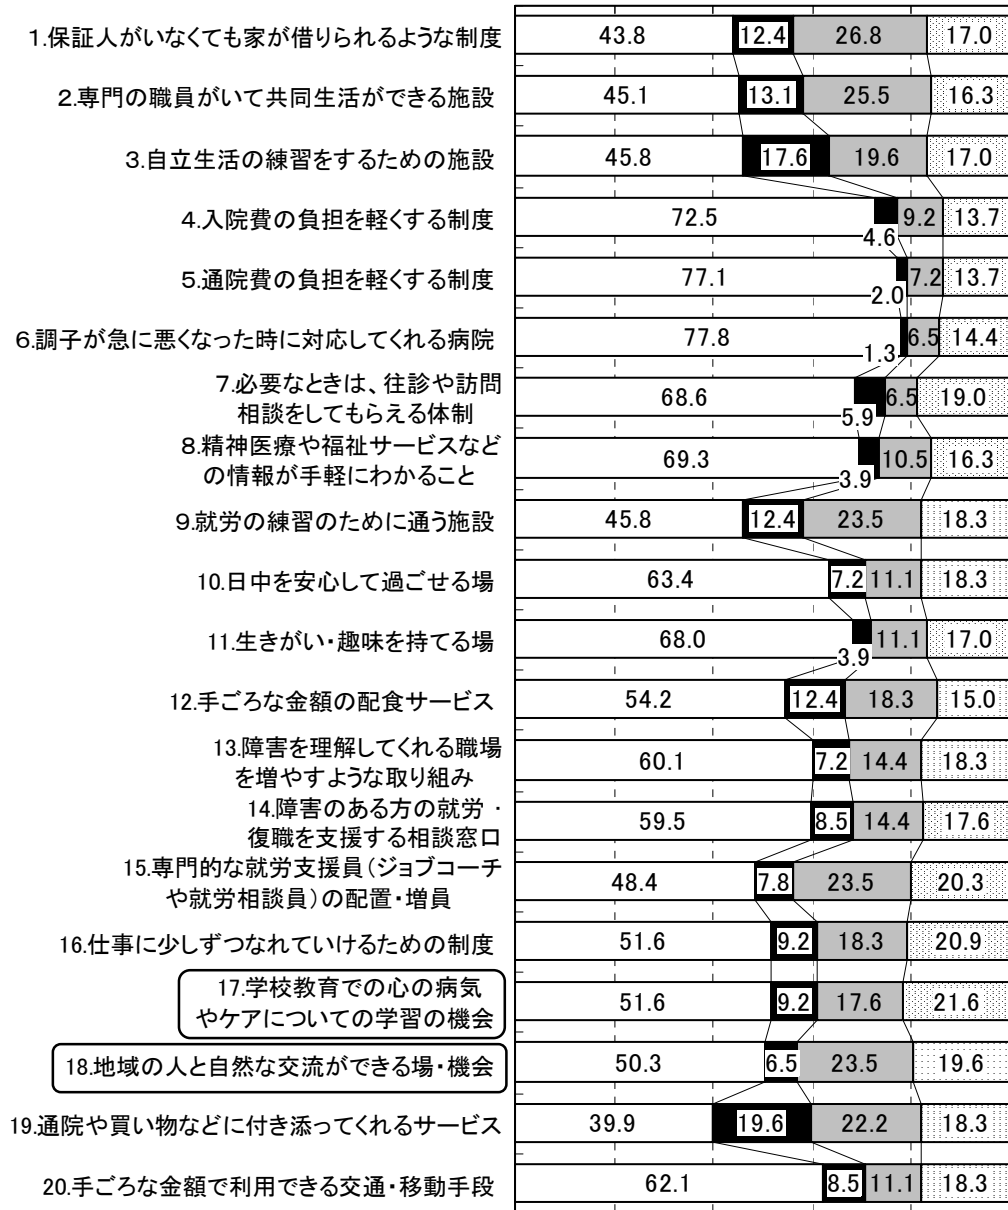 1.保証人がいなくても家が借りられるような制度 43.8 12.4 26.8 17.0
2.専門の職員がいて共同生活ができる施設 45.1 13.1 25.5 16.3
3.自立生活の練習をするための施設 45.8 17.6 19.6 17.0
4.入院費の負担を軽くする制度 72.5 4.6 9.2 13.7
5.通院費の負担を軽くする制度 77.1 2.0 7.2 13.7
6.調子が急に悪くなった時に対応してくれる病院 77.8 1.3 6.5 14.4
7.必要なときは、往診や訪問
相談をしてもらえる体制 68.6 5.9 6.5 19.0
8.精神医療や福祉サービスなど
の情報が手軽にわかること 69.3 3.9 10.5 16.3
9.就労の練習のために通う施設 45.8 12.4 23.5 18.3
10.日中を安心して過ごせる場 63.4 7.2 11.1 18.3
11.生きがい・趣味を持てる場 68.0 3.9 11.1 17.0
12.手ごろな金額の配食サービス 54.2 12.4 18.3 15.0
13.障害を理解してくれる職場
を増やすような取り組み 60.1 7.2 14.4 18.3
14.障害のある方の就労・
復職を支援する相談窓口 59.5 8.5 14.4 17.6
15.専門的な就労支援員(ジョブコーチ
や就労相談員)の配置・増員 48.4 7.8 23.5 20.3
16.仕事に少しずつなれていけるための制度 51.6 9.2 18.3 20.9
17.学校教育での心の病気
やケアについての学習の機会 51.6 9.2 17.6 21.6
18.地域の人と自然な交流ができる場・機会 50.3 6.5 23.5 19.6
19.通院や買い物などに付き添ってくれるサービス 39.9 19.6 22.2 18.3
20.手ごろな金額で利用できる交通・移動手段 62.1 8.5 11.1 18.3